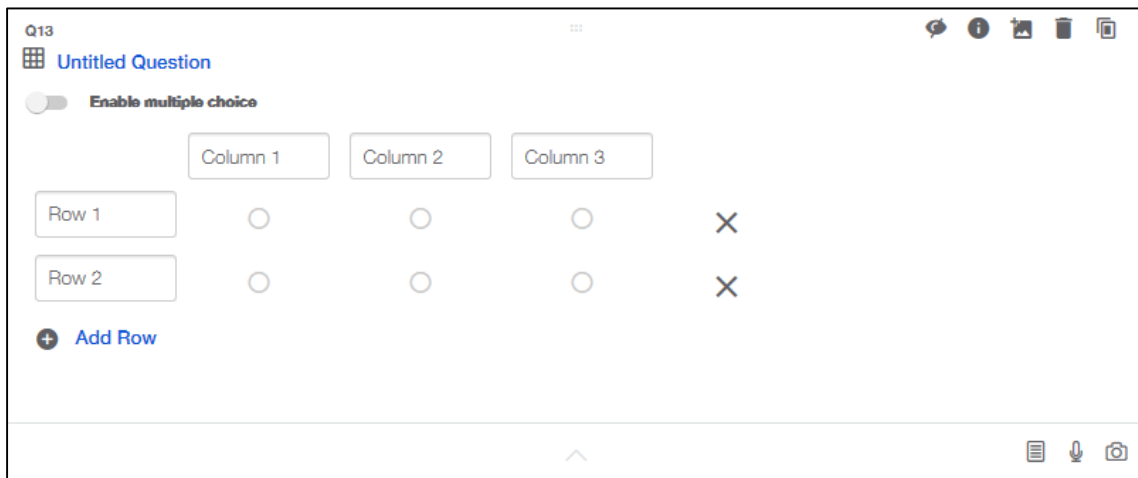 Q13
Untitled Question
Enable multiple choice
Column 1 Column 2 Column 3
Row 1
Row 2
Add Row